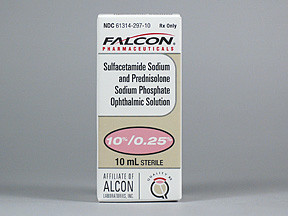 NDC 61314-297-10 Rx Only
FALCON
PHARMACEUTICALS
Sulfacetamide Sodium
and Prednisolone
Sodium Phosphate
Ophthalmic Solution
10%/0.25%
10 mL STERILE
AFFILIATE OF
ALCON
LABORATORIES, INC.
QUALITY